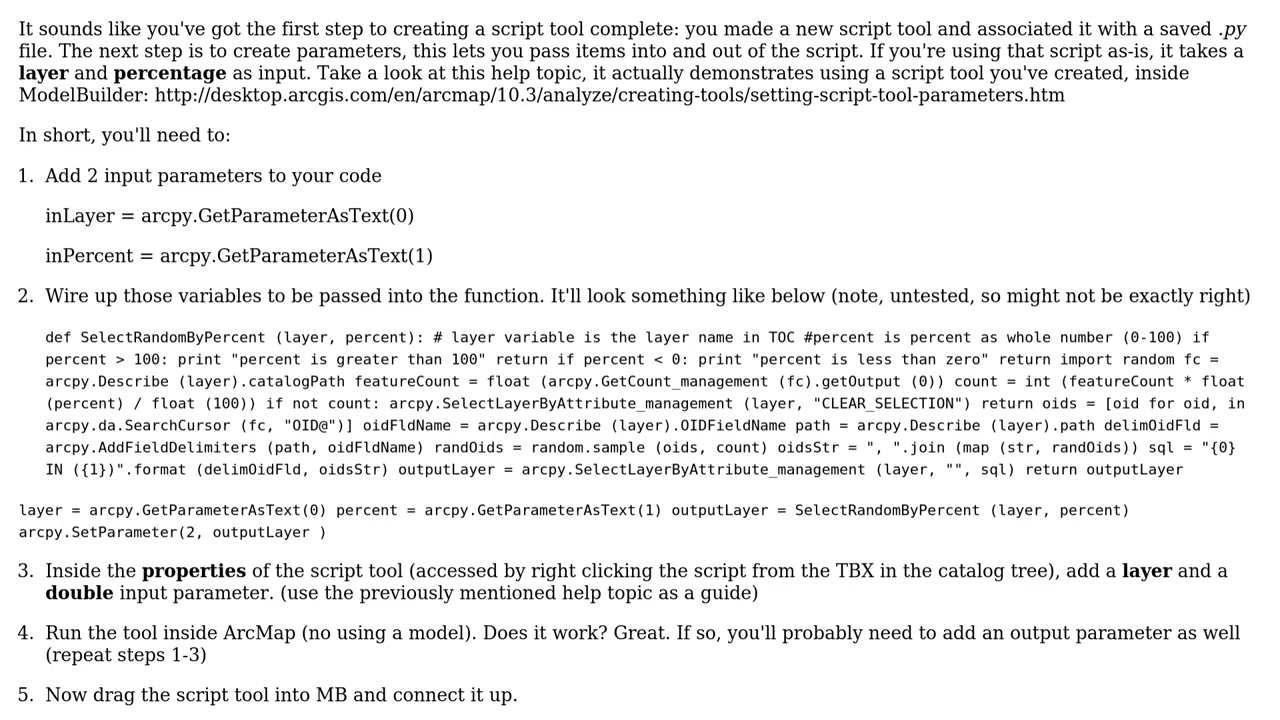 It sounds like you've got the first step to creating a script tool complete: you made a new script tool and associated it with a saved .py
file. The next step is to create parameters, this lets you pass items into and out of the script. If you're using that script as-is, it takes a
layer and percentage as input. Take a look at this help topic, it actually demonstrates using a script tool you've created, inside
ModelBuilder: http://desktop.arcgis.com/en/arcmap/10.3/analyze/creating-tools/setting-script-tool-parameters.htm
In short, you'll need to:
1. Add 2 input parameters to your code
inLayer = arcpy.GetParameterAsText(0)
inPercent = arcpy.GetParameterAsText(1)
2. Wire up those variables to be passed into the function. It'll look something like below (note, untested, so might not be exactly right)
def SelectRandomByPercent (layer, percent): # layer variable is the layer name in TOC #percent is percent as whole number (0-100) if
percent > 100: print "percent is greater than 100" return if percent < 0: print "percent is less than zero" return import random fc =
arcpy.Describe (layer).catalogPath featureCount = float (arcpy.GetCount_management (fc).getOutput (0)) count = int (featureCount * float
(percent) / float (100)) if not count: arcpy.SelectLayerByAttribute_management (layer, "CLEAR_SELECTION") return oids = [oid for oid, in
arcpy.da.SearchCursor (fc, "OID@")] oidFldName = arcpy.Describe (layer).OIDFieldName path = arcpy.Describe (layer).path delimOidFld =
arcpy.AddFieldDelimiters (path, oidFldName) randOids = random.sample (oids, count) oidsStr = ", ".join (map (str, randOids)) sql = "{0}
IN ({1})".format (delimOidFld, oidsStr) outputLayer = arcpy.SelectLayerByAttribute_management (layer, "", sql) return outputLayer
layer = arcpy.GetParameterAsText(0) percent = arcpy.GetParameterAsText(1) outputLayer = SelectRandomByPercent (layer, percent)
arcpy.SetParameter(2, outputLayer )
3. Inside the properties of the script tool (accessed by right clicking the script from the TBX in the catalog tree), add a layer and a
double input parameter. (use the previously mentioned help topic as a guide)
4. Run the tool inside ArcMap (no using a model). Does it work? Great. If so, you'll probably need to add an output parameter as well
(repeat steps 1-3)
5. Now drag the script tool into MB and connect it up.